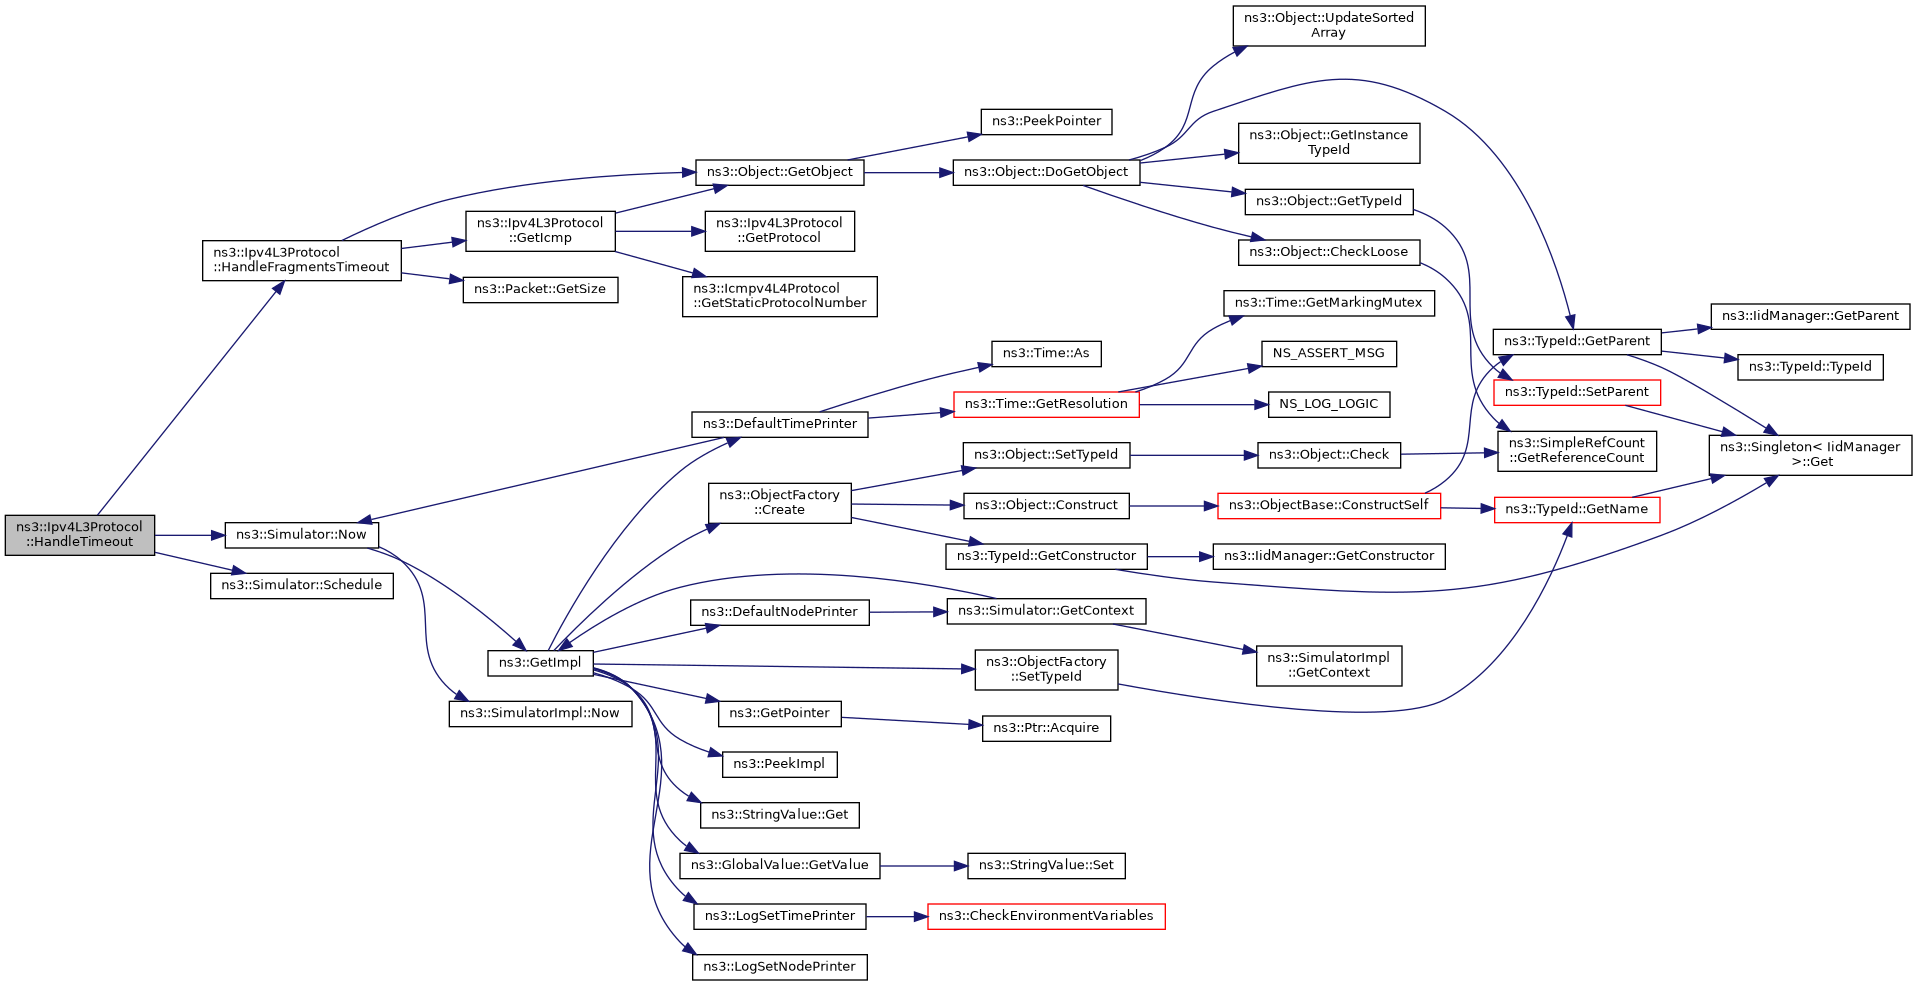 ns3::Ipv4L3Protocol
::HandleTimeout
ns3::Ipv4L3Protocol
::HandleFragmentsTimeout
ns3::Simulator::Now
ns3::Simulator::Schedule
ns3::Ipv4L3Protocol
::GetIcmp
ns3::Packet::GetSize
ns3::GetImpl
ns3::SimulatorImpl::Now
ns3::Object::GetObject
ns3::Ipv4L3Protocol
::GetProtocol
ns3::Icmpv4L4Protocol
::GetStaticProtocolNumber
ns3::DefaultTimePrinter
ns3::ObjectFactory
::Create
ns3::DefaultNodePrinter
ns3::GetPointer
ns3::PeekImpl
ns3::StringValue::Get
ns3::GlobalValue::GetValue
ns3::LogSetTimePrinter
ns3::LogSetNodePrinter
ns3::PeekPointer
ns3::Object::DoGetObject
ns3::Time::As
ns3::Time::GetResolution
ns3::Object::SetTypeId
ns3::Object::Construct
ns3::TypeId::GetConstructor
ns3::Simulator::GetContext
ns3::ObjectFactory
::SetTypeId
ns3::Ptr::Acquire
ns3::StringValue::Set
ns3::CheckEnvironmentVariables
ns3::Object::UpdateSorted
Array
ns3::Object::GetInstance
TypeId
ns3::Object::GetTypeId
ns3::Object::CheckLoose
ns3::Time::GetMarkingMutex
NS_ASSERT_MSG
NS_LOG_LOGIC
ns3::Object::Check
ns3::ObjectBase::ConstructSelf
ns3::IidManager::GetConstructor
ns3::SimulatorImpl
::GetContext
ns3::TypeId::GetParent
ns3::TypeId::SetParent
ns3::SimpleRefCount
::GetReferenceCount
ns3::TypeId::GetName
ns3::IidManager::GetParent
ns3::TypeId::TypeId
ns3::Singleton< IidManager
>::Get